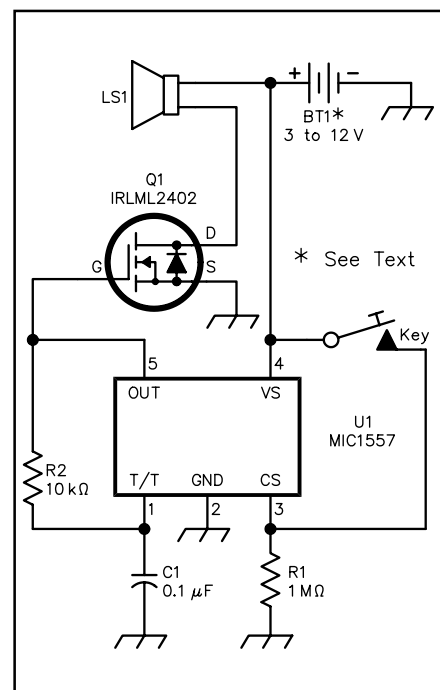 LS1
+ −
BT1*
3 to 12 V
Q1
IRLML2402
D
G
S
* See Text
Key
5
4
OUT
VS
U1
MIC1557
T/T
GND
CS
1
2
3
R2
10 kΩ
C1
0.1 μF
R1
1 MΩ